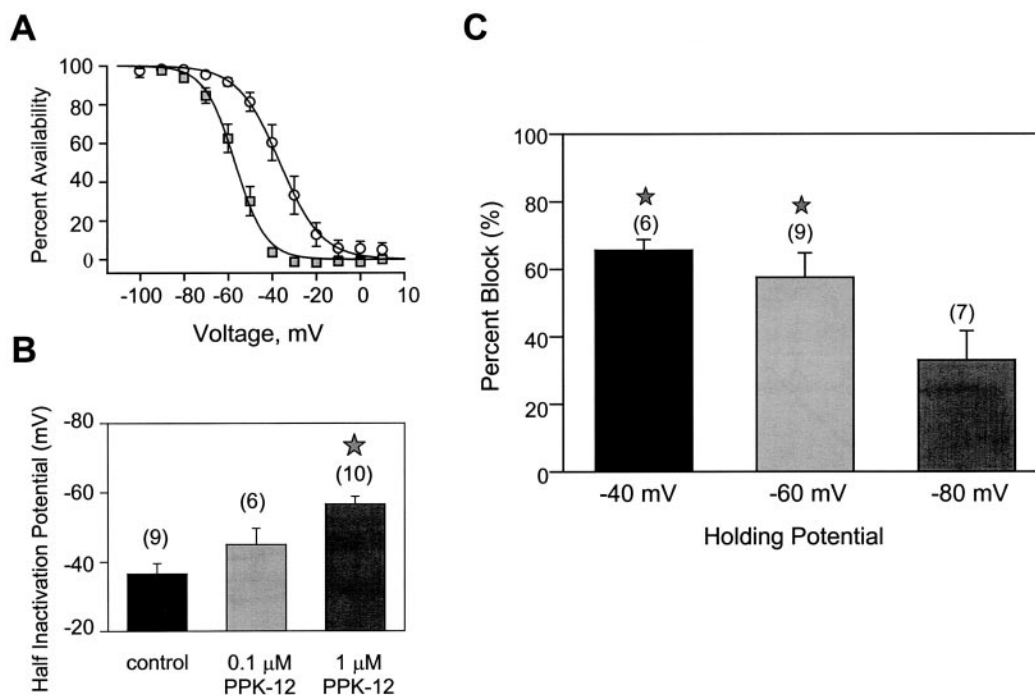 A
100
80
60
40
20
0
Percent Availability
-100 -80 -60 -40 -20 0 10
Voltage, mV
B
-80
-60
-40
-20
Half Inactivation Potential (mV)
(9)
(6)
(10)
control
0.1 μM
PPK-12
1 μM
PPK-12
C
100
80
60
40
20
0
Percent Block (%)
(6)
(9)
(7)
-40 mV
-60 mV
-80 mV
Holding Potential